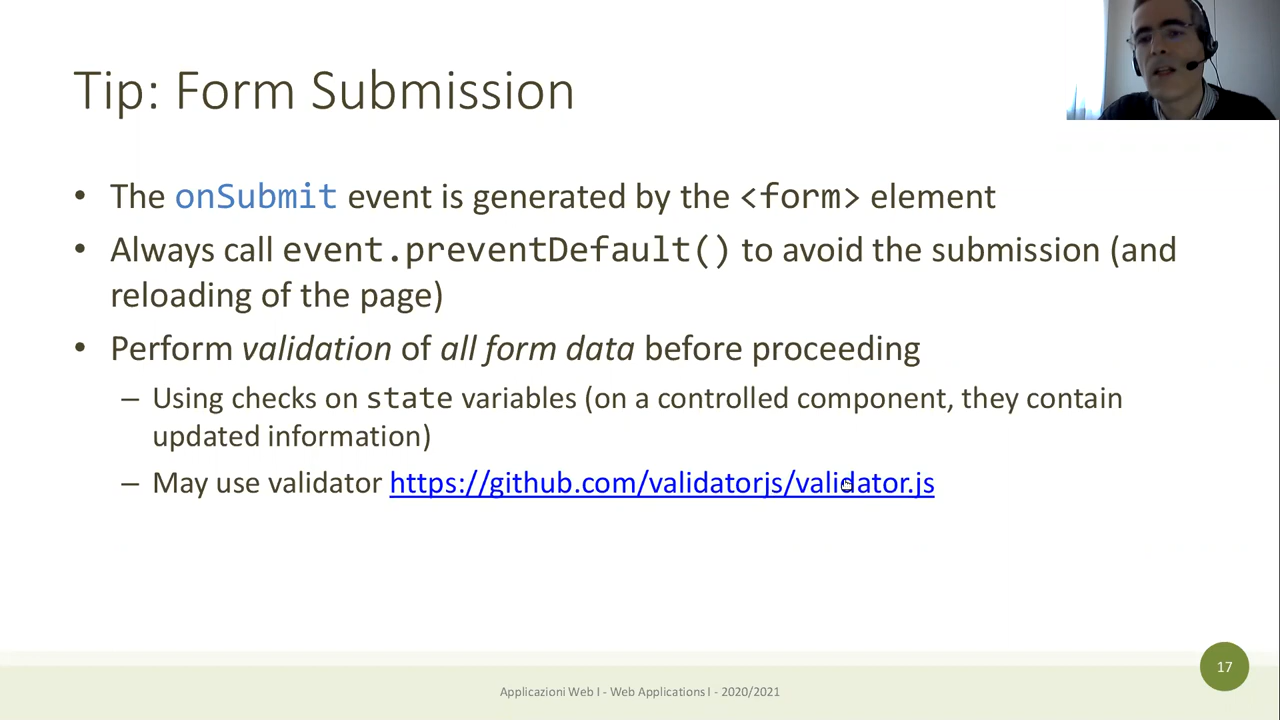 Tip: Form Submission
• The onSubmit event is generated by the <form> element
• Always call event.preventDefault() to avoid the submission (and
reloading of the page)
• Perform validation of all form data before proceeding
– Using checks on state variables (on a controlled component, they contain
updated information)
– May use validator https://github.com/validatorjs/validator.js
Applicazioni Web I - Web Applications I - 2020/2021
17